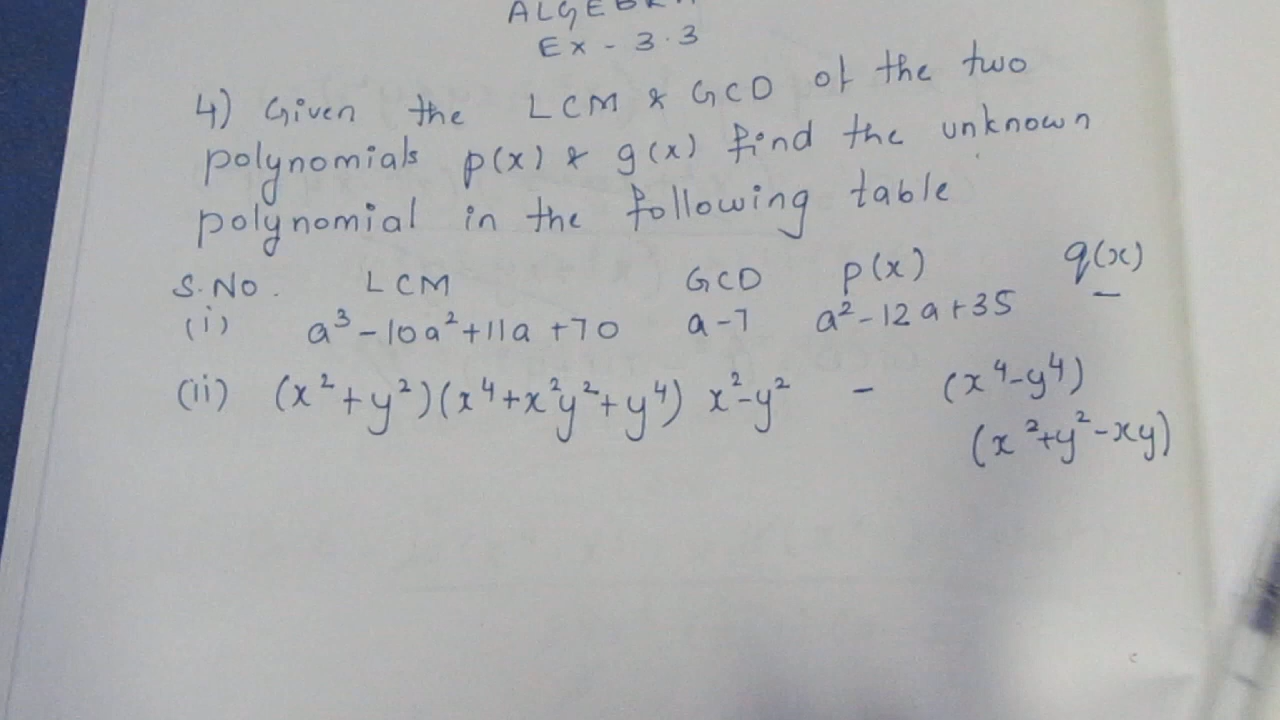 ALGEBRA
Ex - 3.3
4) Given the LCM & GCD of the two
polynomials p(x) & g(x) find the unknown
polynomial in the following table
S.No. LCM GCD p(x) q(x)
(i) a³-10a²+11a+70 a-7 a²-12a+35 —
(ii) (x²+y²)(x⁴+x²y²+y⁴) x²-y² - (x⁴-y⁴)
(x²+y²-xy)